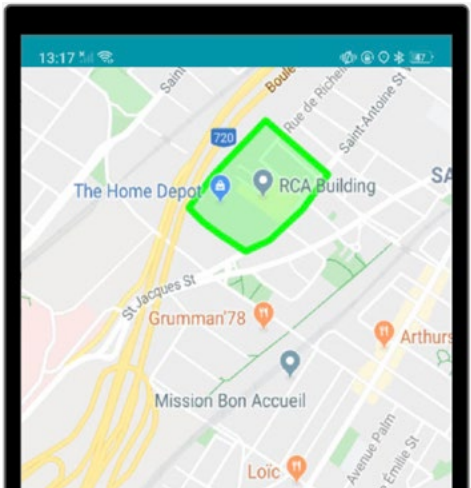 13:17
87
Saint
Boule
Rue de Richel
Saint-Antoine St
720
The Home Depot
RCA Building
SA
St Jacques St
Grumman'78
Arthurs
Mission Bon Accueil
Avenue Palm
Émilie St
Loïc